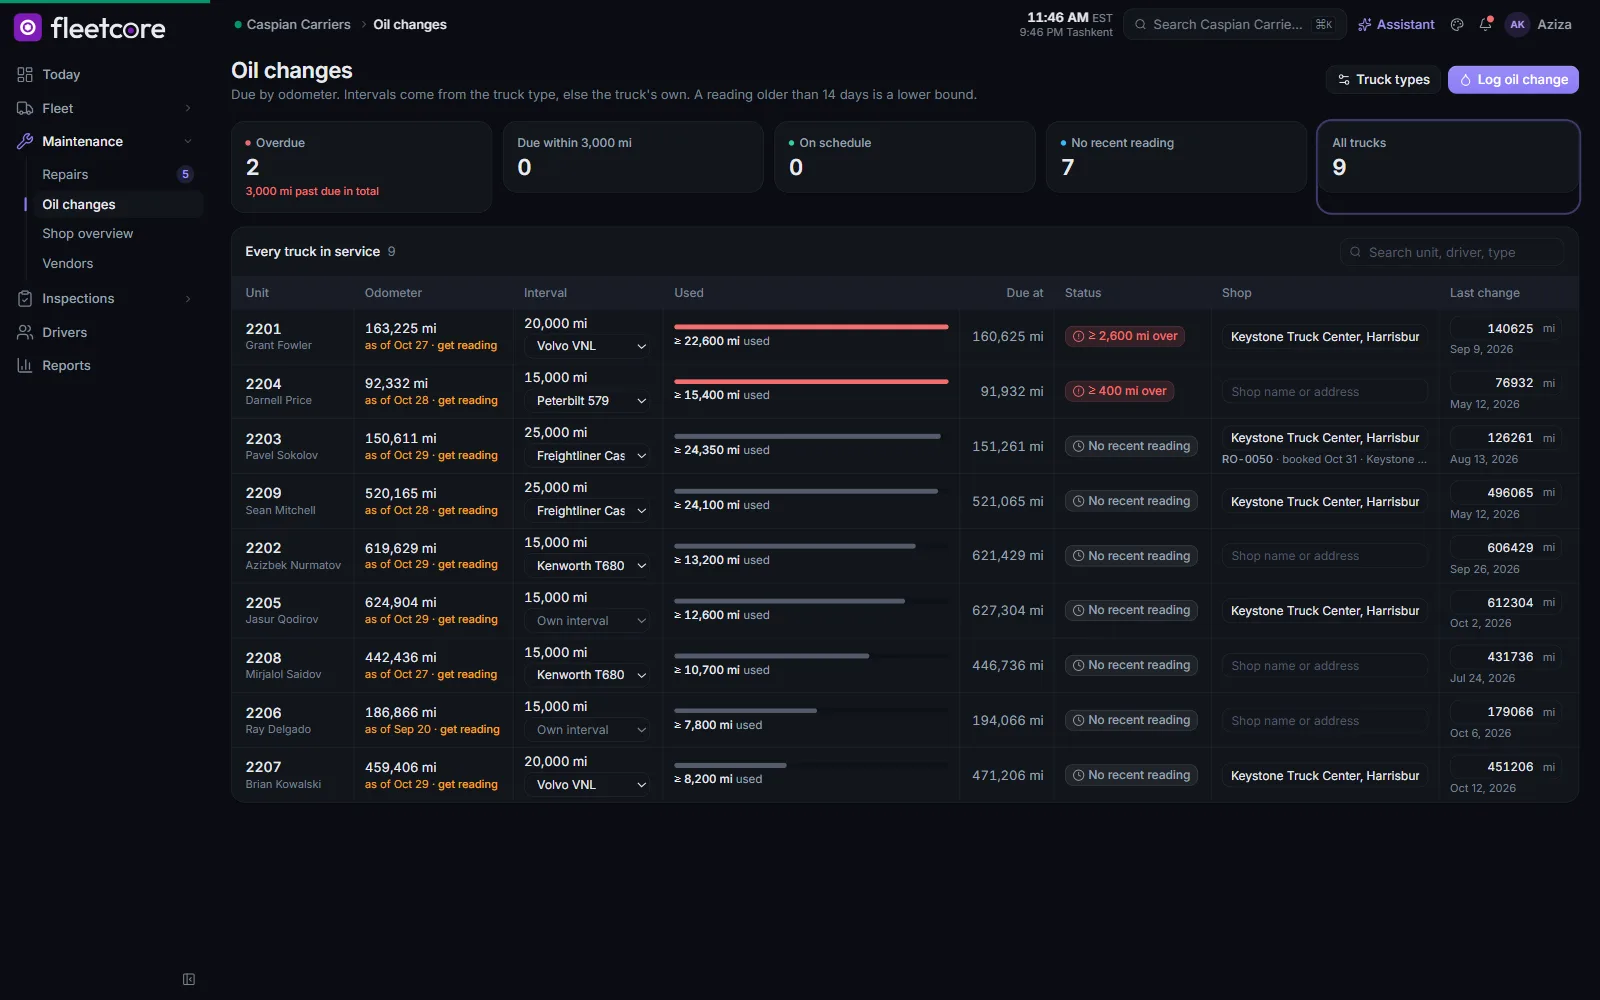 fleetcore
Caspian Carriers › Oil changes
11:46 AM EST
9:46 PM Tashkent
Search Caspian Carrie... ⌘K
Assistant
AK Aziza
Today
Fleet
Maintenance
Repairs 5
Oil changes
Shop overview
Vendors
Inspections
Drivers
Reports
Oil changes
Due by odometer. Intervals come from the truck type, else the truck's own. A reading older than 14 days is a lower bound.
Truck types
Log oil change
Overdue
2
3,000 mi past due in total
Due within 3,000 mi
0
On schedule
0
No recent reading
7
All trucks
9
Every truck in service 9
Search unit, driver, type
Unit Odometer Interval Used Due at Status Shop Last change
2201
Grant Fowler
163,225 mi
as of Oct 27 · get reading
20,000 mi
Volvo VNL
≥ 22,600 mi used
160,625 mi
≥ 2,600 mi over
Keystone Truck Center, Harrisbur
140625 mi
Sep 9, 2026
2204
Darnell Price
92,332 mi
as of Oct 28 · get reading
15,000 mi
Peterbilt 579
≥ 15,400 mi used
91,932 mi
≥ 400 mi over
Shop name or address
76932 mi
May 12, 2026
2203
Pavel Sokolov
150,611 mi
as of Oct 29 · get reading
25,000 mi
Freightliner Cas
≥ 24,350 mi used
151,261 mi
No recent reading
Keystone Truck Center, Harrisbur
RO-0050 · booked Oct 31 · Keystone ...
126261 mi
Aug 13, 2026
2209
Sean Mitchell
520,165 mi
as of Oct 28 · get reading
25,000 mi
Freightliner Cas
≥ 24,100 mi used
521,065 mi
No recent reading
Keystone Truck Center, Harrisbur
496065 mi
May 12, 2026
2202
Azizbek Nurmatov
619,629 mi
as of Oct 29 · get reading
15,000 mi
Kenworth T680
≥ 13,200 mi used
621,429 mi
No recent reading
Shop name or address
606429 mi
Sep 26, 2026
2205
Jasur Qodirov
624,904 mi
as of Oct 29 · get reading
15,000 mi
Own interval
≥ 12,600 mi used
627,304 mi
No recent reading
Keystone Truck Center, Harrisbur
612304 mi
Oct 2, 2026
2208
Mirjalol Saidov
442,436 mi
as of Oct 27 · get reading
15,000 mi
Kenworth T680
≥ 10,700 mi used
446,736 mi
No recent reading
Shop name or address
431736 mi
Jul 24, 2026
2206
Ray Delgado
186,866 mi
as of Sep 20 · get reading
15,000 mi
Own interval
≥ 7,800 mi used
194,066 mi
No recent reading
Shop name or address
179066 mi
Oct 6, 2026
2207
Brian Kowalski
459,406 mi
as of Oct 29 · get reading
20,000 mi
Volvo VNL
≥ 8,200 mi used
471,206 mi
No recent reading
Keystone Truck Center, Harrisbur
451206 mi
Oct 12, 2026